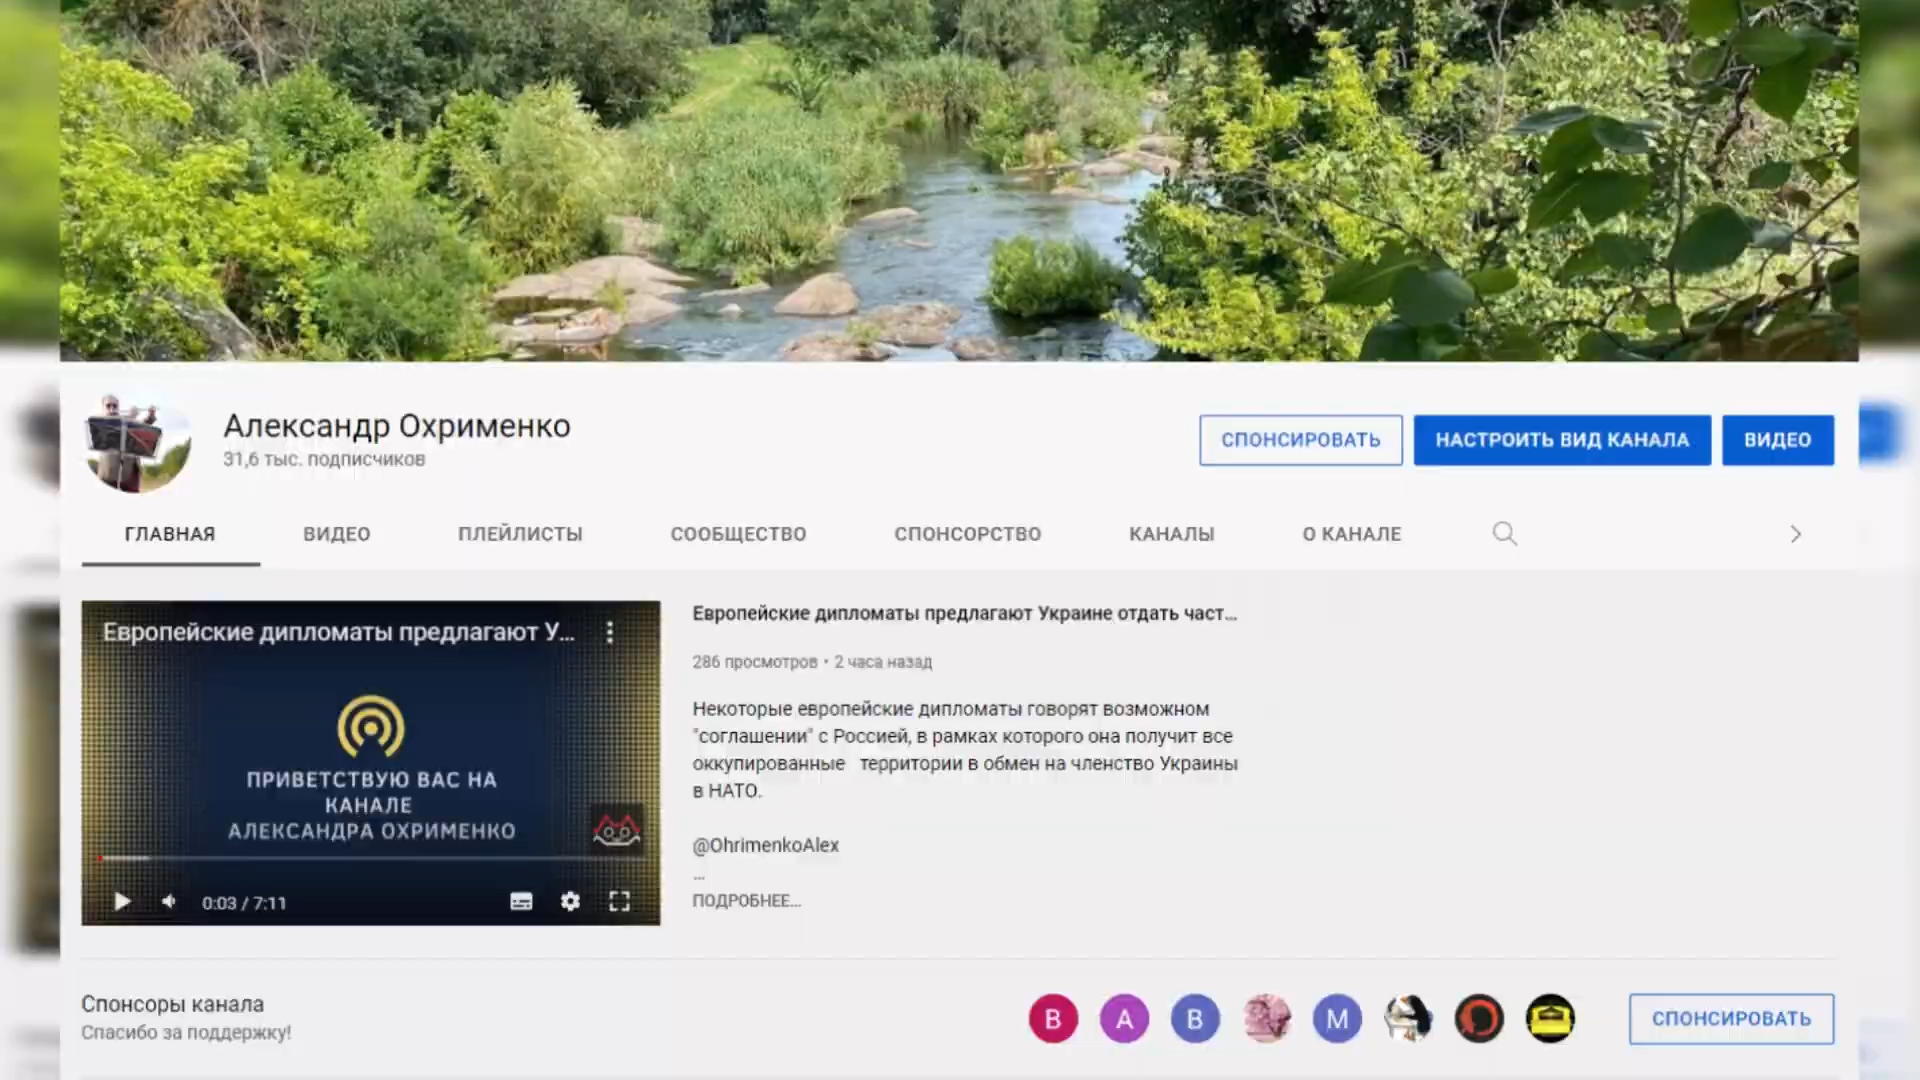 Александр Охрименко
31,6 тыс. подписчиков
СПОНСИРОВАТЬ
НАСТРОИТЬ ВИД КАНАЛА
ВИДЕО
ГЛАВНАЯ
ВИДЕО
ПЛЕЙЛИСТЫ
СООБЩЕСТВО
СПОНСОРСТВО
КАНАЛЫ
О КАНАЛЕ
Европейские дипломаты предлагают У...
ПРИВЕТСТВУЮ ВАС НА
КАНАЛЕ
АЛЕКСАНДРА ОХРИМЕНКО
0:03 / 7:11
Европейские дипломаты предлагают Украине отдать част...
286 просмотров • 2 часа назад
Некоторые европейские дипломаты говорят возможном
"соглашении" с Россией, в рамках которого она получит все
оккупированные территории в обмен на членство Украины
в НАТО.
@OhrimenkoAlex
...
ПОДРОБНЕЕ...
Спонсоры канала
Спасибо за поддержку!
B
A
B
M
СПОНСИРОВАТЬ